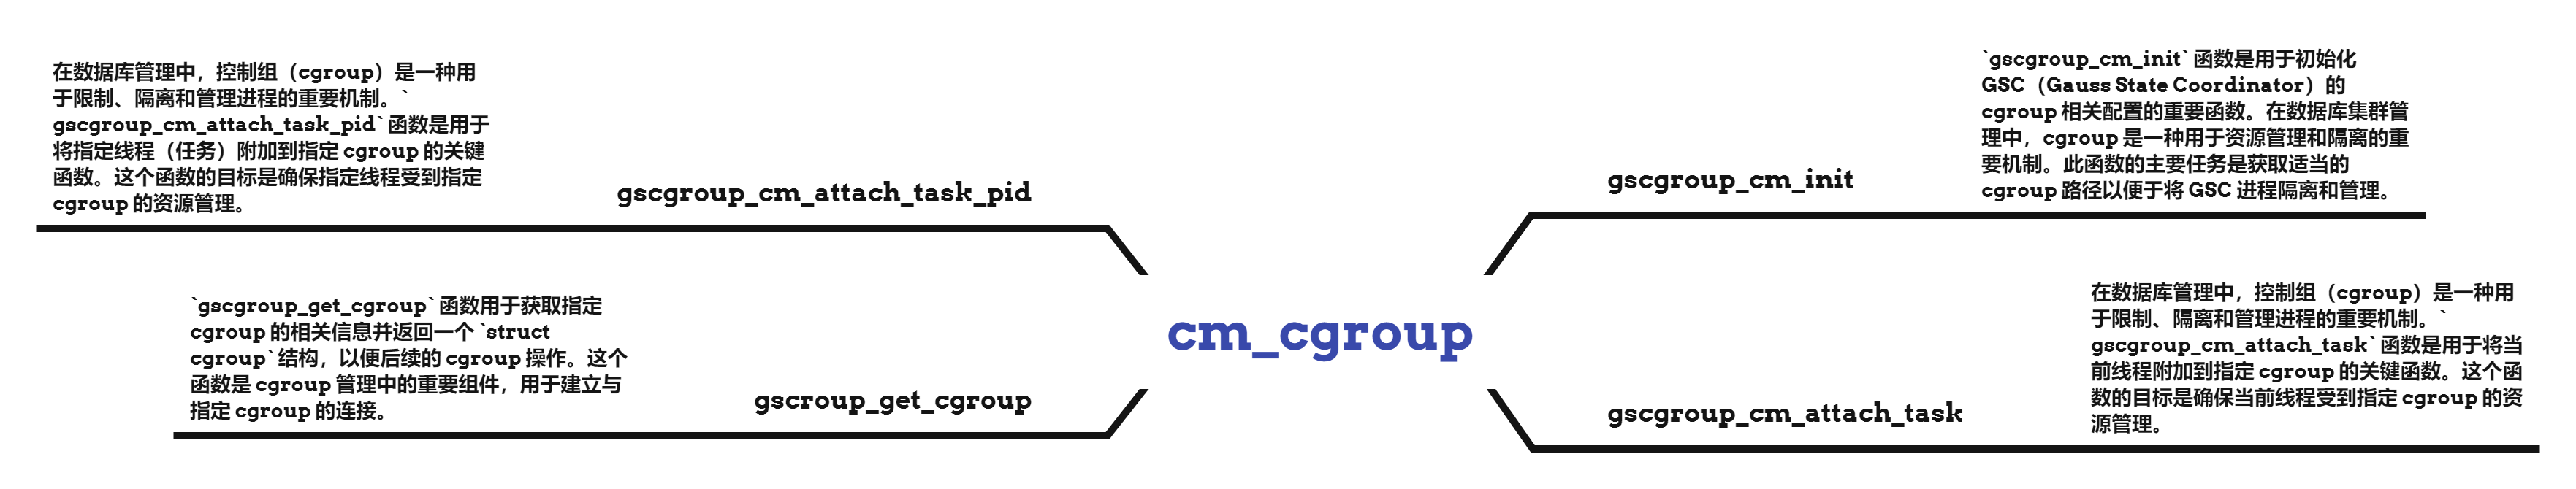 在数据库管理中，控制组（cgroup）是一种用
于限制、隔离和管理进程的重要机制。`
gscgroup_cm_attach_task_pid` 函数是用于
将指定线程（任务）附加到指定 cgroup 的关键
函数。这个函数的目标是确保指定线程受到指定
cgroup 的资源管理。
gscgroup_cm_attach_task_pid
`gscgroup_get_cgroup` 函数用于获取指定
cgroup 的相关信息并返回一个 `struct
cgroup` 结构，以便后续的 cgroup 操作。这个
函数是 cgroup 管理中的重要组件，用于建立与
指定 cgroup 的连接。
gscroup_get_cgroup
cm_cgroup
gscgroup_cm_init
`gscgroup_cm_init` 函数是用于初始化
GSC（Gauss State Coordinator）的
cgroup 相关配置的重要函数。在数据库集群管
理中，cgroup 是一种用于资源管理和隔离的重
要机制。此函数的主要任务是获取适当的
cgroup 路径以便于将 GSC 进程隔离和管理。
gscgroup_cm_attach_task
在数据库管理中，控制组（cgroup）是一种用
于限制、隔离和管理进程的重要机制。`
gscgroup_cm_attach_task` 函数是用于将当
前线程附加到指定 cgroup 的关键函数。这个函
数的目标是确保当前线程受到指定 cgroup 的资
源管理。